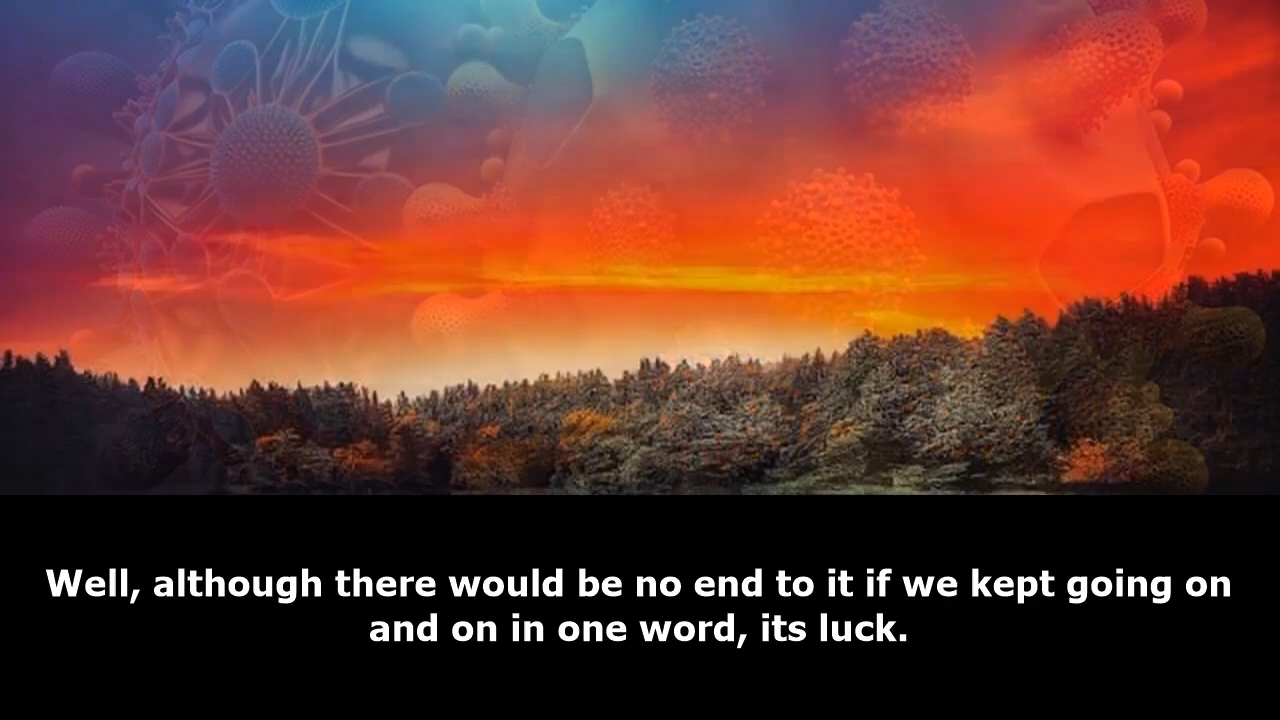 Well, although there would be no end to it if we kept going on
and on in one word, its luck.